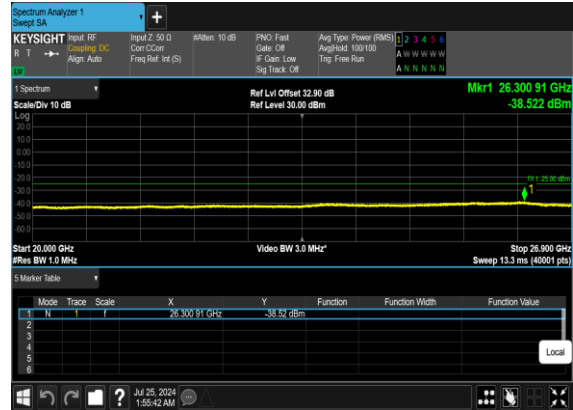 Spectrum Analyzer 1
Swept SA
+
KEYSIGHT Input: RF Input Z: 50 Ω #Atten: 10 dB PNO: Fast Avg Type: Power (RMS) 1 2 3 4 5 6
R T Coupling: DC Corr CCorr Gate: Off Avg|Hold: 100/100 A W W W W W
Align: Auto Freq Ref: Int (S) IF Gain: Low Trig: Free Run
LNI Sig Track: Off A N N N N N
1 Spectrum Ref Lvl Offset 32.90 dB Mkr1 26.300 91 GHz
Scale/Div 10 dB Ref Level 30.00 dBm -38.522 dBm
Log
20.0
10.0
0.00
-10.0
-20.0 DL1 -25.00 dBm
-30.0 1
-40.0
-50.0
-60.0
Start 20.000 GHz Video BW 3.0 MHz* Stop 26.900 GHz
#Res BW 1.0 MHz Sweep 13.3 ms (40001 pts)
5 Marker Table
Mode Trace Scale X Y Function Function Width Function Value
1 N 1 f 26.300 91 GHz -38.52 dBm
2
3
4
5
6
Local
? Jul 25, 2024
1:55:42 AM